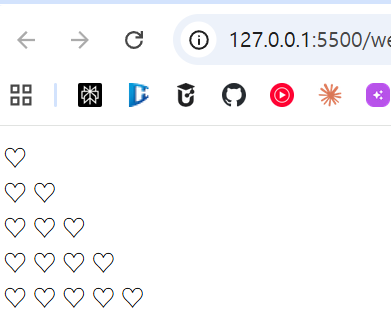 127.0.0.1:5500/we
♡
♡ ♡
♡ ♡ ♡
♡ ♡ ♡ ♡
♡ ♡ ♡ ♡ ♡